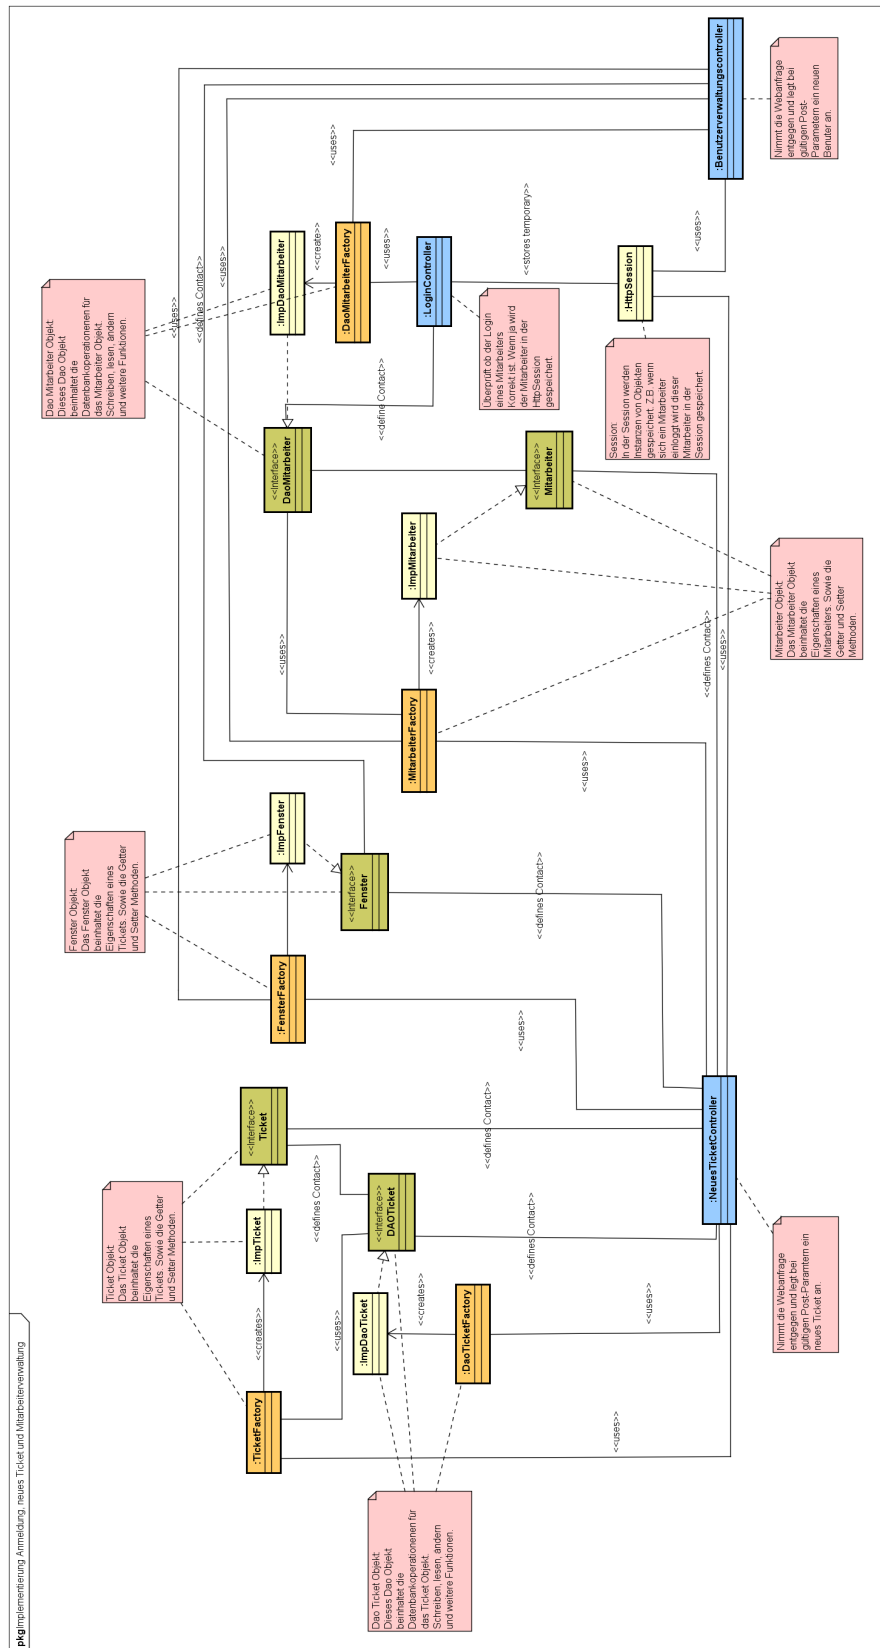 pkg Implementierung Anmeldung, neues Ticket und Mitarbeiterverwaltung
Dao Ticket Objekt:
Dieses Dao Objekt
beinhaltet die
Datenbankoperationenen für
das Ticket Objekt.
Schreiben, lesen, ändern
und weitere Funktionen.
:TicketFactory
<<creates>>
<<uses>>
<<uses>>
Ticket Objekt:
Das Ticket Objekt
beinhaltet die
Eigenschaften eines
Tickets. Sowie die Getter
und Setter Methoden.
:ImpTicket
<<Interface>>
Ticket
<<defines Contact>>
<<defines Contact>>
:ImpDaoTicket
<<creates>>
:DaoTicketFactory
<<uses>>
<<Interface>>
DAOTicket
<<defines Contact>>
Nimmt die Webanfrage
entgegen und legt bei
gültigen Post-Paramtern ein
neues Ticket an.
:NeuesTicketController
Fenster Objekt:
Das Fenster Objekt
beinhaltet die
Eigenschaften eines
Tickets. Sowie die Getter
und Setter Methoden.
:FensterFactory
<<uses>>
:ImpFenster
<<Interface>>
Fenster
<<defines Contact>>
:MitarbeiterFactory
<<uses>>
<<creates>>
<<uses>>
:ImpMitarbeiter
<<Interface>>
Mitarbeiter
<<defines Contact>>
<<uses>>
Mitarbeiter Objekt:
Das Mitarbeiter Objekt
beinhaltet die
Eigenschaften eines
Mitarbeiters. Sowie die
Getter und Setter
Methoden.
Dao Mitarbeiter Objekt:
Dieses Dao Objekt
beinhaltet die
Datenbankoperationenen für
das Mitarbeiter Objekt.
Schreiben, lesen, ändern
und weitere Funktionen.
<<uses>>
<<defines Contact>>
<<uses>>
<<Interface>>
DaoMitarbeiter
<<define Contact>>
:ImpDaoMitarbeiter
<<create>>
:DaoMitarbeiterFactory
<<uses>>
<<uses>>
:LoginController
Überprüft ob der Login
eines Mitarbeiters
Korrekt ist. Wenn ja wird
der Mitarbeiter in der
HttpSession
gespeichert.
<<stores temporary>>
:HttpSession
Session:
In der Session werden
Instanzen von Objekten
gespeichert. Z.B. wenn
sich ein Mitarbeiter
einloggt wird dieser
Mitarbeiter in der
Session gespeichert.
<<uses>>
:Benutzerverwaltungscontroller
Nimmt die Webanfrage
entgegen und legt bei
gültigen Post-
Parametern ein neuen
Benuter an.